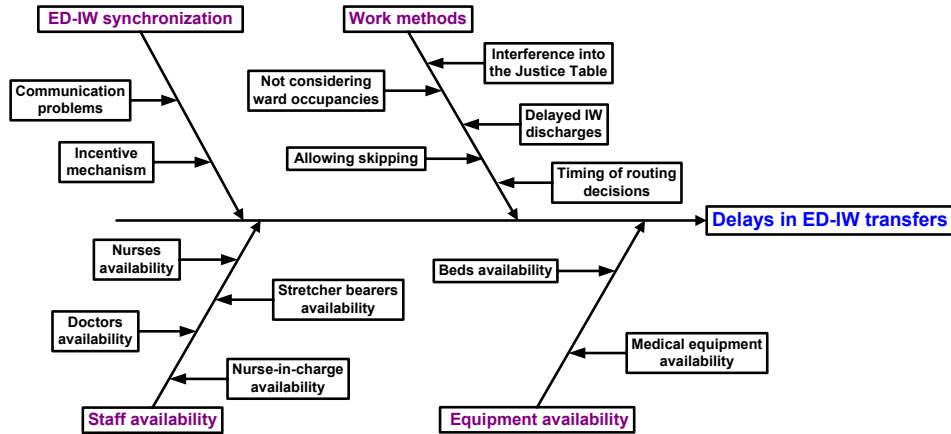 ED-IW synchronization
Work methods
Interference into
the Justice Table
Communication
problems
Not considering
ward occupancies
Delayed IW
discharges
Incentive
mechanism
Allowing skipping
Timing of routing
decisions
Delays in ED-IW transfers
Nurses
availability
Beds availability
Stretcher bearers
availability
Doctors
availability
Medical equipment
availability
Nurse-in-charge
availability
Staff availability
Equipment availability